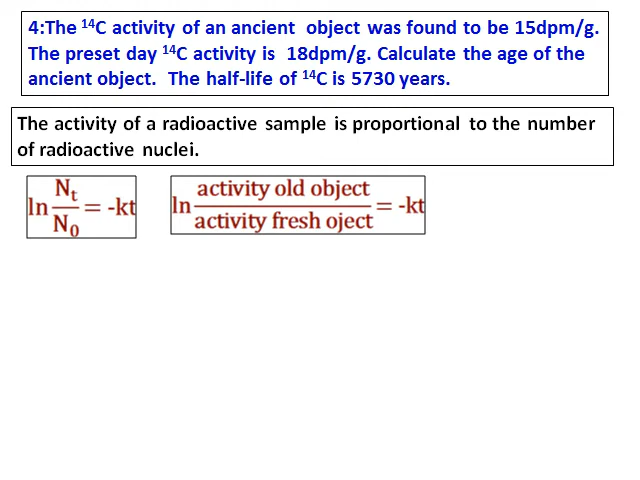 4:The ¹⁴C activity of an ancient object was found to be 15dpm/g.
The preset day ¹⁴C activity is 18dpm/g. Calculate the age of the
ancient object. The half-life of ¹⁴C is 5730 years.
The activity of a radioactive sample is proportional to the number
of radioactive nuclei.
ln Nₜ/N₀ = -kt
ln activity old object/activity fresh oject = -kt